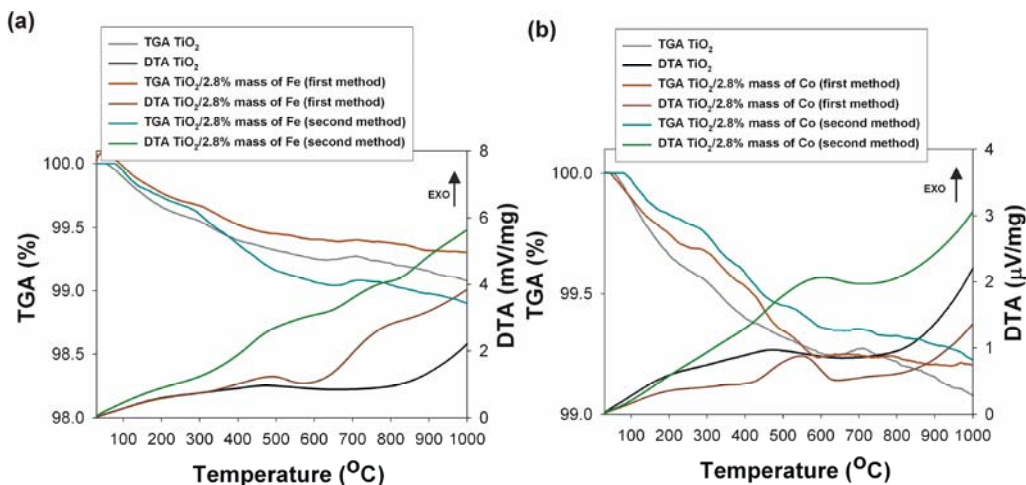 (a)
TGA TiO₂
DTA TiO₂
TGA TiO₂/2.8% mass of Fe (first method)
DTA TiO₂/2.8% mass of Fe (first method)
TGA TiO₂/2.8% mass of Fe (second method)
DTA TiO₂/2.8% mass of Fe (second method)
100.0
99.5
99.0
98.5
98.0
TGA (%)
EXO
8
6
4
2
0
DTA (mV/mg)
100 200 300 400 500 600 700 800 900 1000
Temperature (ᴼC)
(b)
TGA TiO₂
DTA TiO₂
TGA TiO₂/2.8% mass of Co (first method)
DTA TiO₂/2.8% mass of Co (first method)
TGA TiO₂/2.8% mass of Co (second method)
DTA TiO₂/2.8% mass of Co (second method)
100.0
99.5
99.0
TGA (%)
EXO
4
3
2
1
0
DTA (μV/mg)
100 200 300 400 500 600 700 800 900 1000
Temperature (ᴼC)